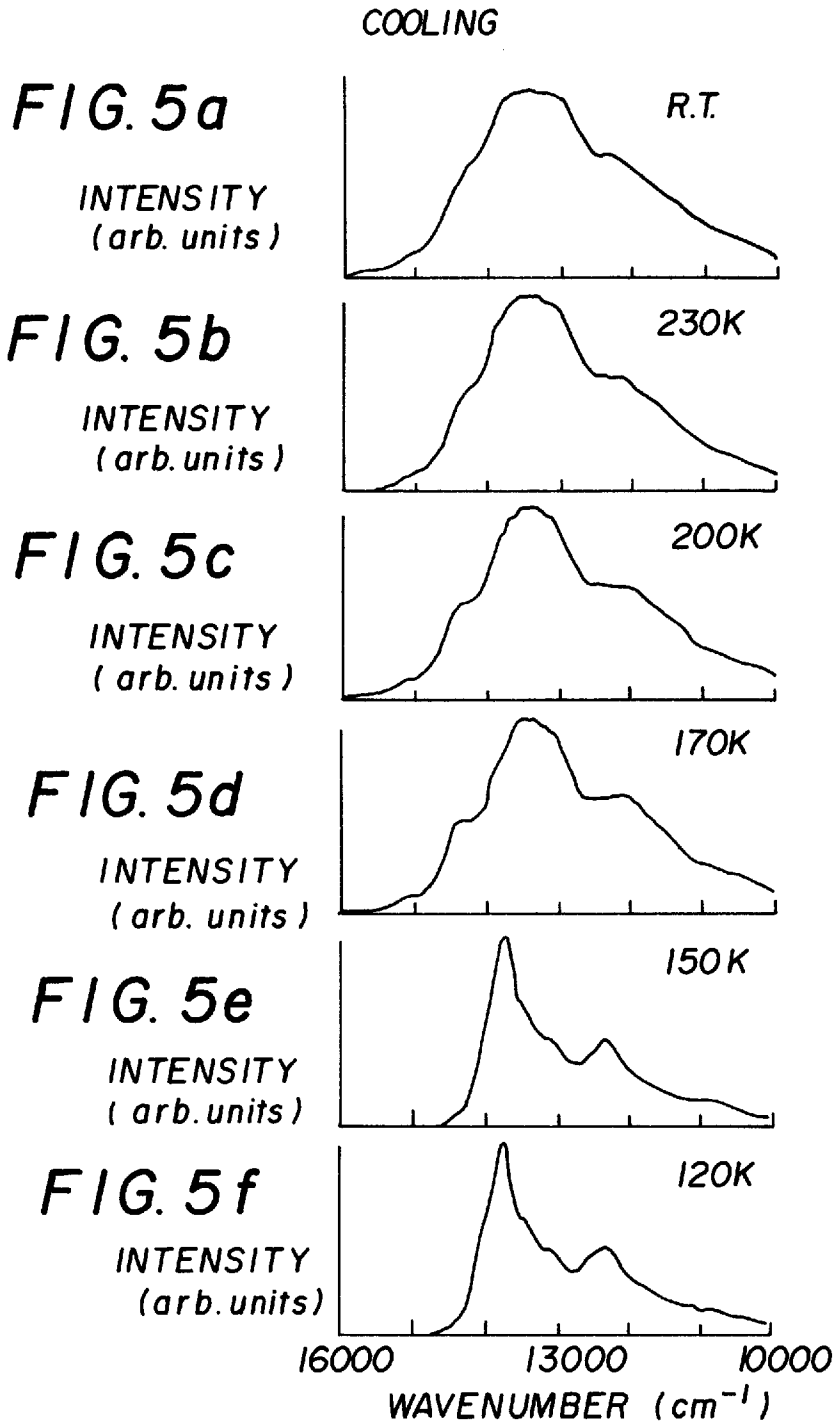 COOLING
FIG. 5a
R.T.
INTENSITY
(arb. units)
FIG. 5b
230K
INTENSITY
(arb. units)
FIG. 5c
200K
INTENSITY
(arb. units)
FIG. 5d
170K
INTENSITY
(arb. units)
FIG. 5e
150K
INTENSITY
(arb. units)
FIG. 5f
120K
INTENSITY
(arb. units)
16000 13000 10000
WAVENUMBER (cm⁻¹)